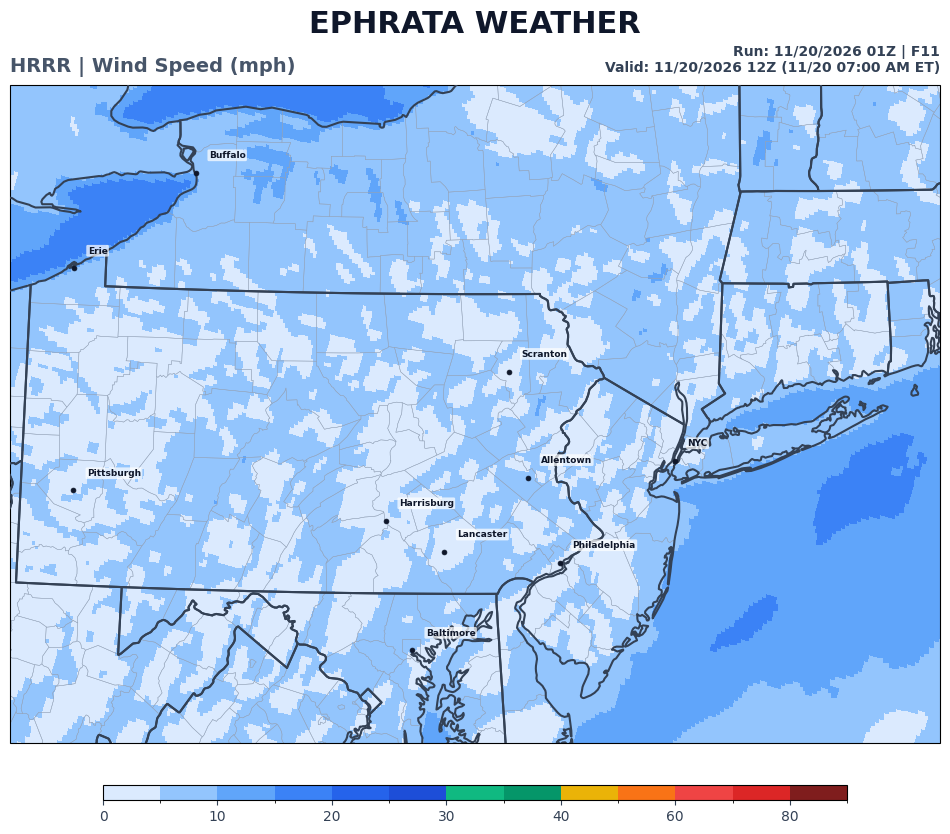 EPHRATA WEATHER
HRRR | Wind Speed (mph)
Run: 11/20/2026 01Z | F11
Valid: 11/20/2026 12Z (11/20 07:00 AM ET)
Buffalo
Erie
Scranton
NYC
Allentown
Pittsburgh
Harrisburg
Lancaster
Philadelphia
Baltimore
0 10 20 30 40 60 80